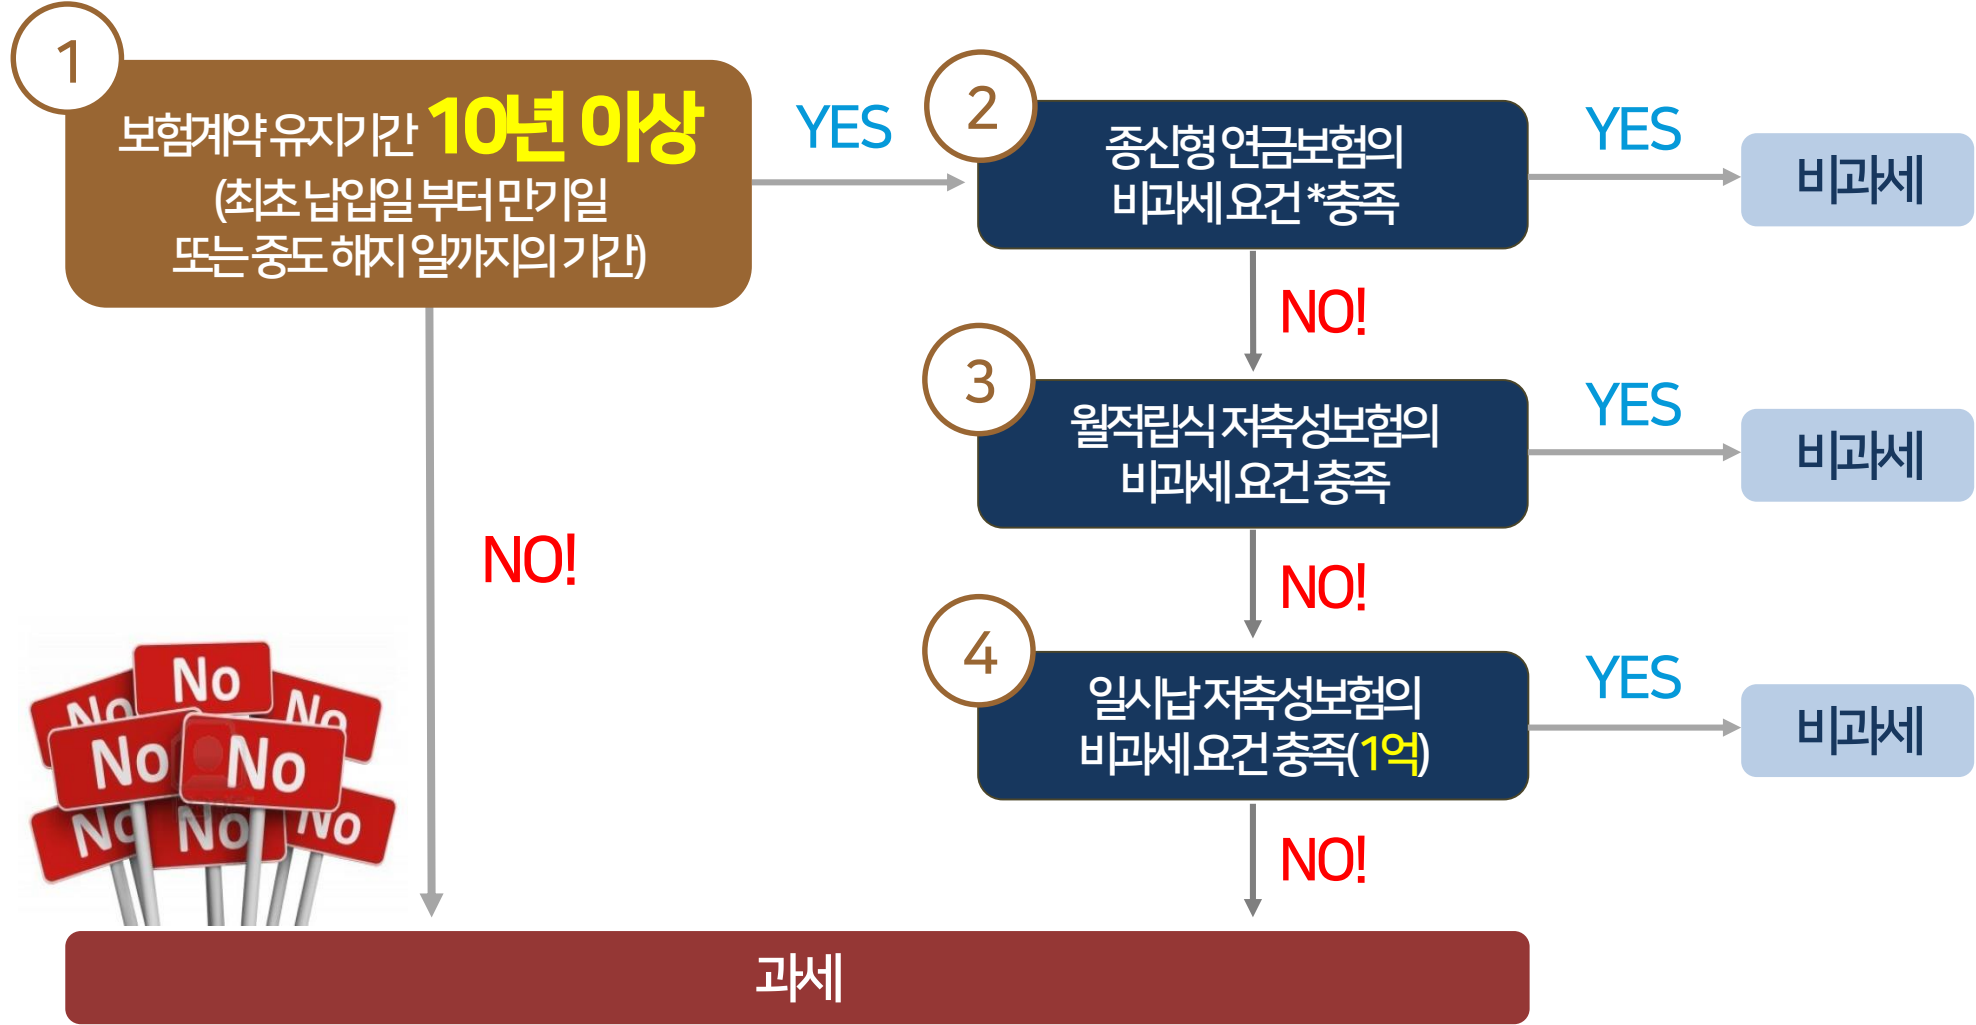 1
보험계약 유지기간 10년 이상
(최초 납입일 부터 만기일
또는 중도 해지 일까지의 기간)
YES
2
종신형 연금보험의
비과세 요건 *충족
YES
비과세
NO!
3
월적립식 저축성보험의
비과세 요건 충족
YES
비과세
NO!
NO!
4
일시납 저축성보험의
비과세 요건 충족(1억)
YES
비과세
NO!
No
No
No
No
No
No
No
No
과세